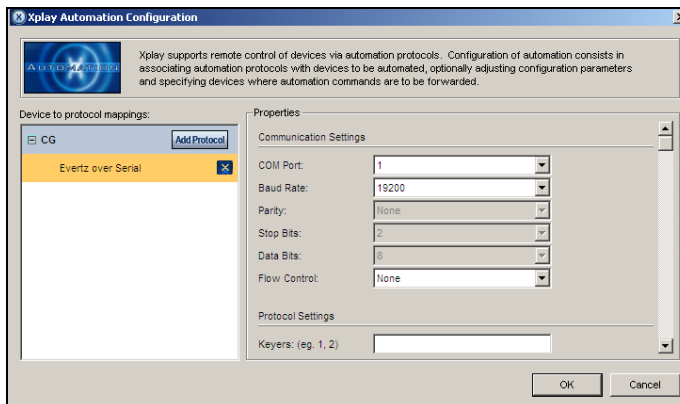 Xplay Automation Configuration
AUTOMATION
Xplay supports remote control of devices via automation protocols. Configuration of automation consists in
associating automation protocols with devices to be automated, optionally adjusting configuration parameters
and specifying devices where automation commands are to be forwarded.
Device to protocol mappings:
CG
Add Protocol
Evertz over Serial
Properties
Communication Settings
COM Port: 1
Baud Rate: 19200
Parity: None
Stop Bits: 2
Data Bits: 8
Flow Control: None
Protocol Settings
Keyers: (eg. 1, 2)
OK Cancel